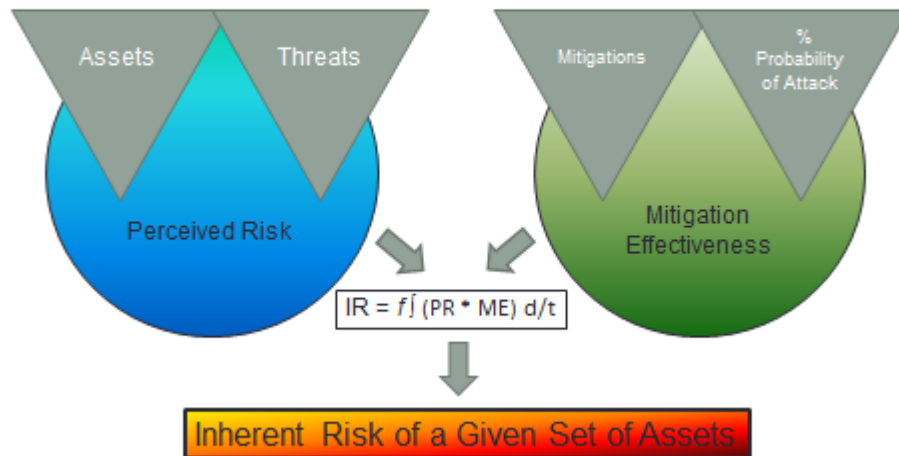 Assets
Threats
Mitigations
%
Probability
of Attack
Perceived Risk
Mitigation
Effectiveness
IR = f∫ (PR * ME) d/t
Inherent Risk of a Given Set of Assets